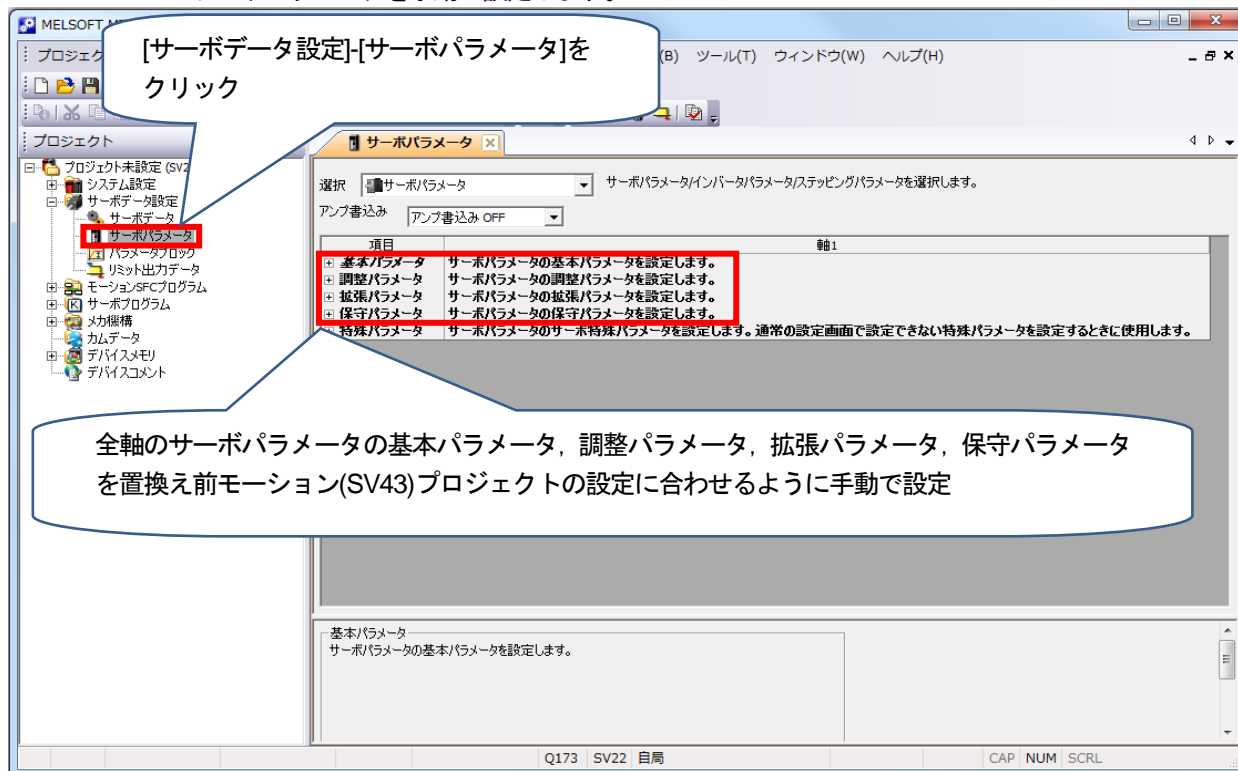 MELSOFT
[サーボデータ設定]-[サーボパラメータ]を
クリック
プロジェク
(B) ツール(T) ウィンドウ(W) ヘルプ(H)
プロジェクト
サーボパラメータ
プロジェクト未設定 (SV2
システム設定
サーボデータ設定
サーボデータ
サーボパラメータ
パラメータブロック
リミット出力データ
モーションSFCプログラム
サーボプログラム
メカ機構
カムデータ
デバイスメモリ
デバイスコメント
選択 サーボパラメータ サーボパラメータ/インバータパラメータ/ステッピングパラメータを選択します。
アンプ書込み アンプ書込み OFF
項目 軸1
基本パラメータ サーボパラメータの基本パラメータを設定します。
調整パラメータ サーボパラメータの調整パラメータを設定します。
拡張パラメータ サーボパラメータの拡張パラメータを設定します。
保守パラメータ サーボパラメータの保守パラメータを設定します。
特殊パラメータ サーボパラメータのサーボ特殊パラメータを設定します。通常の設定画面で設定できない特殊パラメータを設定するときに使用します。
全軸のサーボパラメータの基本パラメータ, 調整パラメータ, 拡張パラメータ, 保守パラメータ
を置換え前モーション(SV43)プロジェクトの設定に合わせるように手動で設定
基本パラメータ
サーボパラメータの基本パラメータを設定します。
Q173 SV22 自局 CAP NUM SCRL